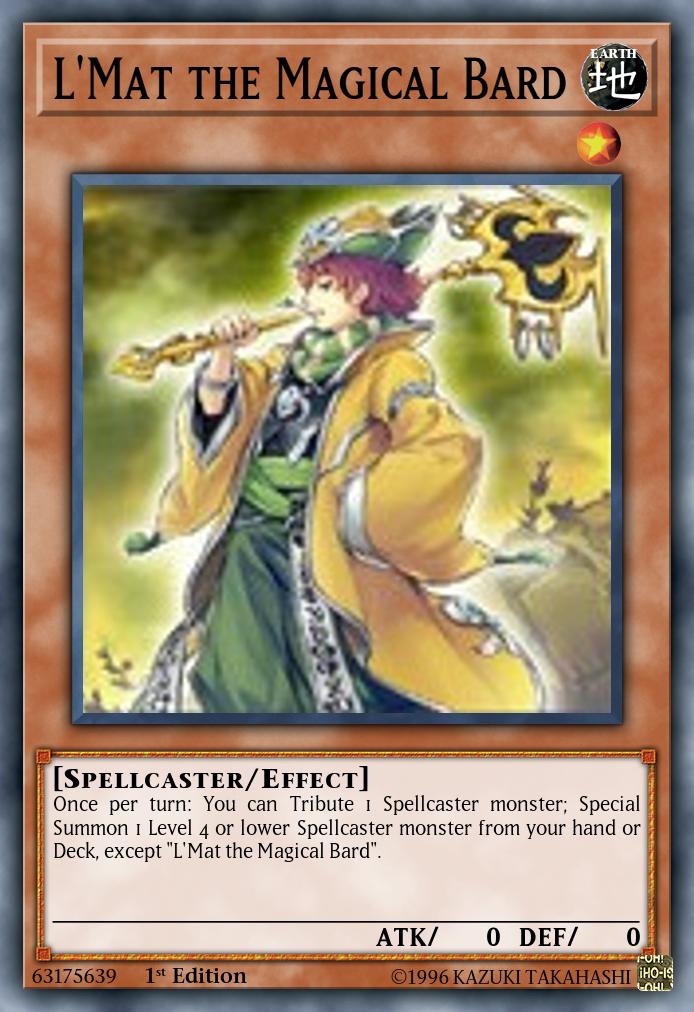 L'Mat the Magical Bard
EARTH
地
[Spellcaster/Effect]
Once per turn: You can Tribute 1 Spellcaster monster; Special
Summon 1 Level 4 or lower Spellcaster monster from your hand or
Deck, except "L'Mat the Magical Bard".
ATK/ 0 DEF/ 0
63175639 1st Edition ©1996 KAZUKI TAKAHASHI